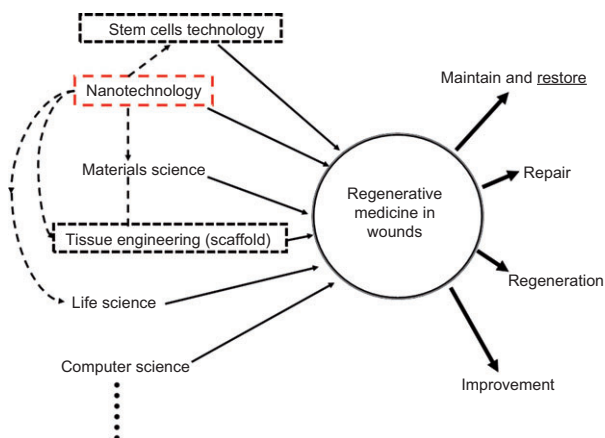 Stem cells technology
Nanotechnology
Materials science
Tissue engineering (scaffold)
Life science
Computer science
Regenerative
medicine in
wounds
Maintain and restore
Repair
Regeneration
Improvement